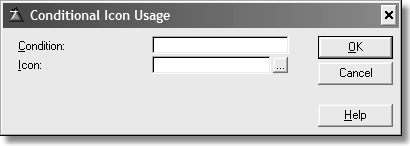 Conditional Icon Usage
Condition:
OK
Icon:
...
Cancel
Help